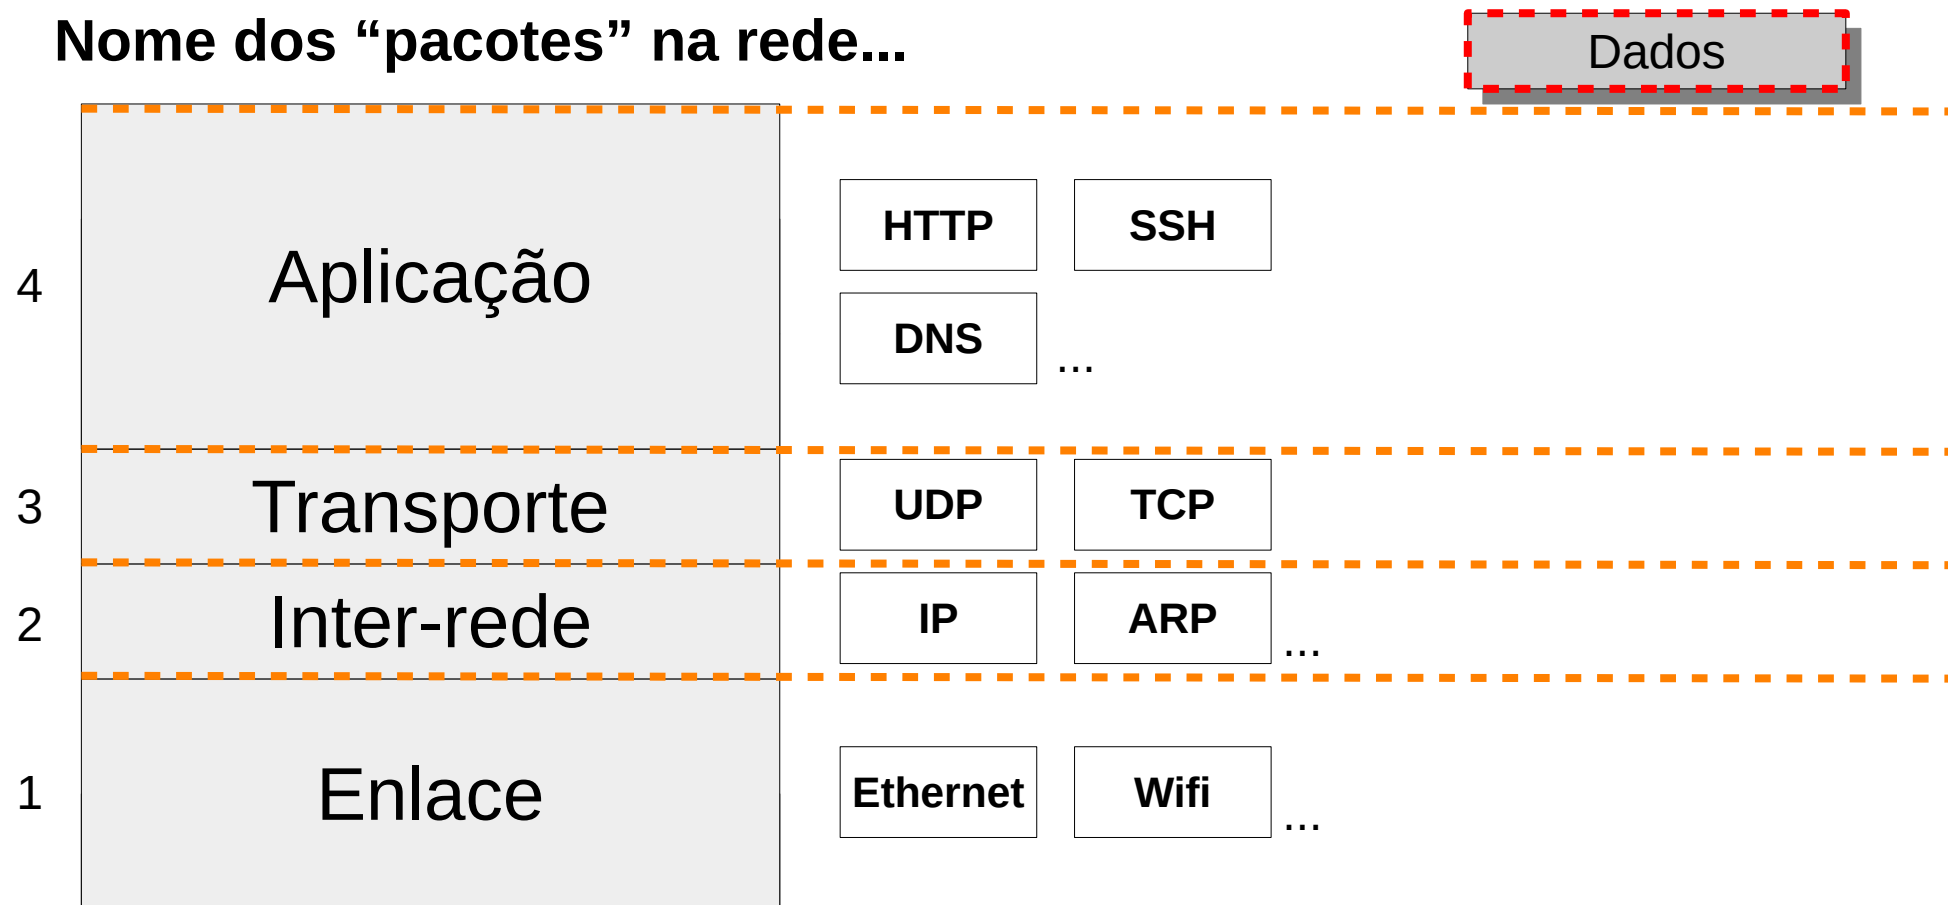 Nome dos “pacotes” na rede...
Dados
4
Aplicação
HTTP
SSH
DNS
...
3
Transporte
UDP
TCP
2
Inter-rede
IP
ARP
...
1
Enlace
Ethernet
Wifi
...